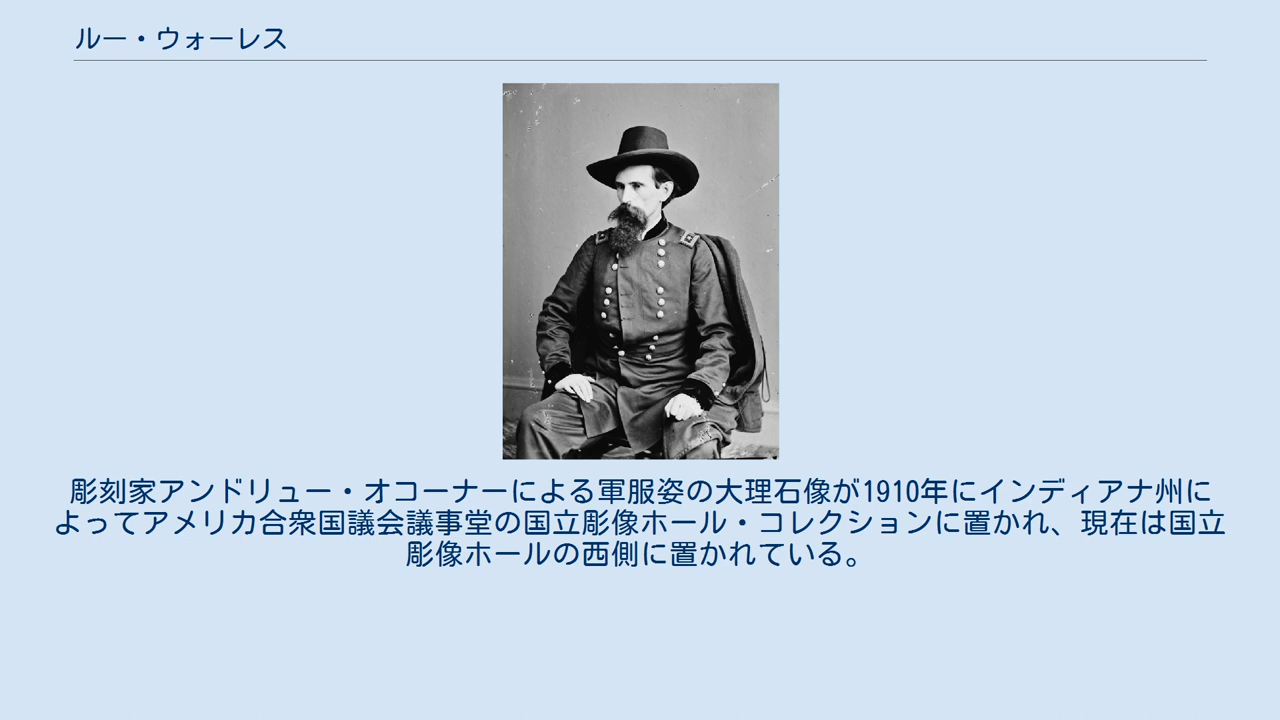 ルー・ウォーレス
彫刻家アンドリュー・オコーナーによる軍服姿の大理石像が1910年にインディアナ州に
よってアメリカ合衆国議会議事堂の国立彫像ホール・コレクションに置かれ、現在は国立
彫像ホールの西側に置かれている。